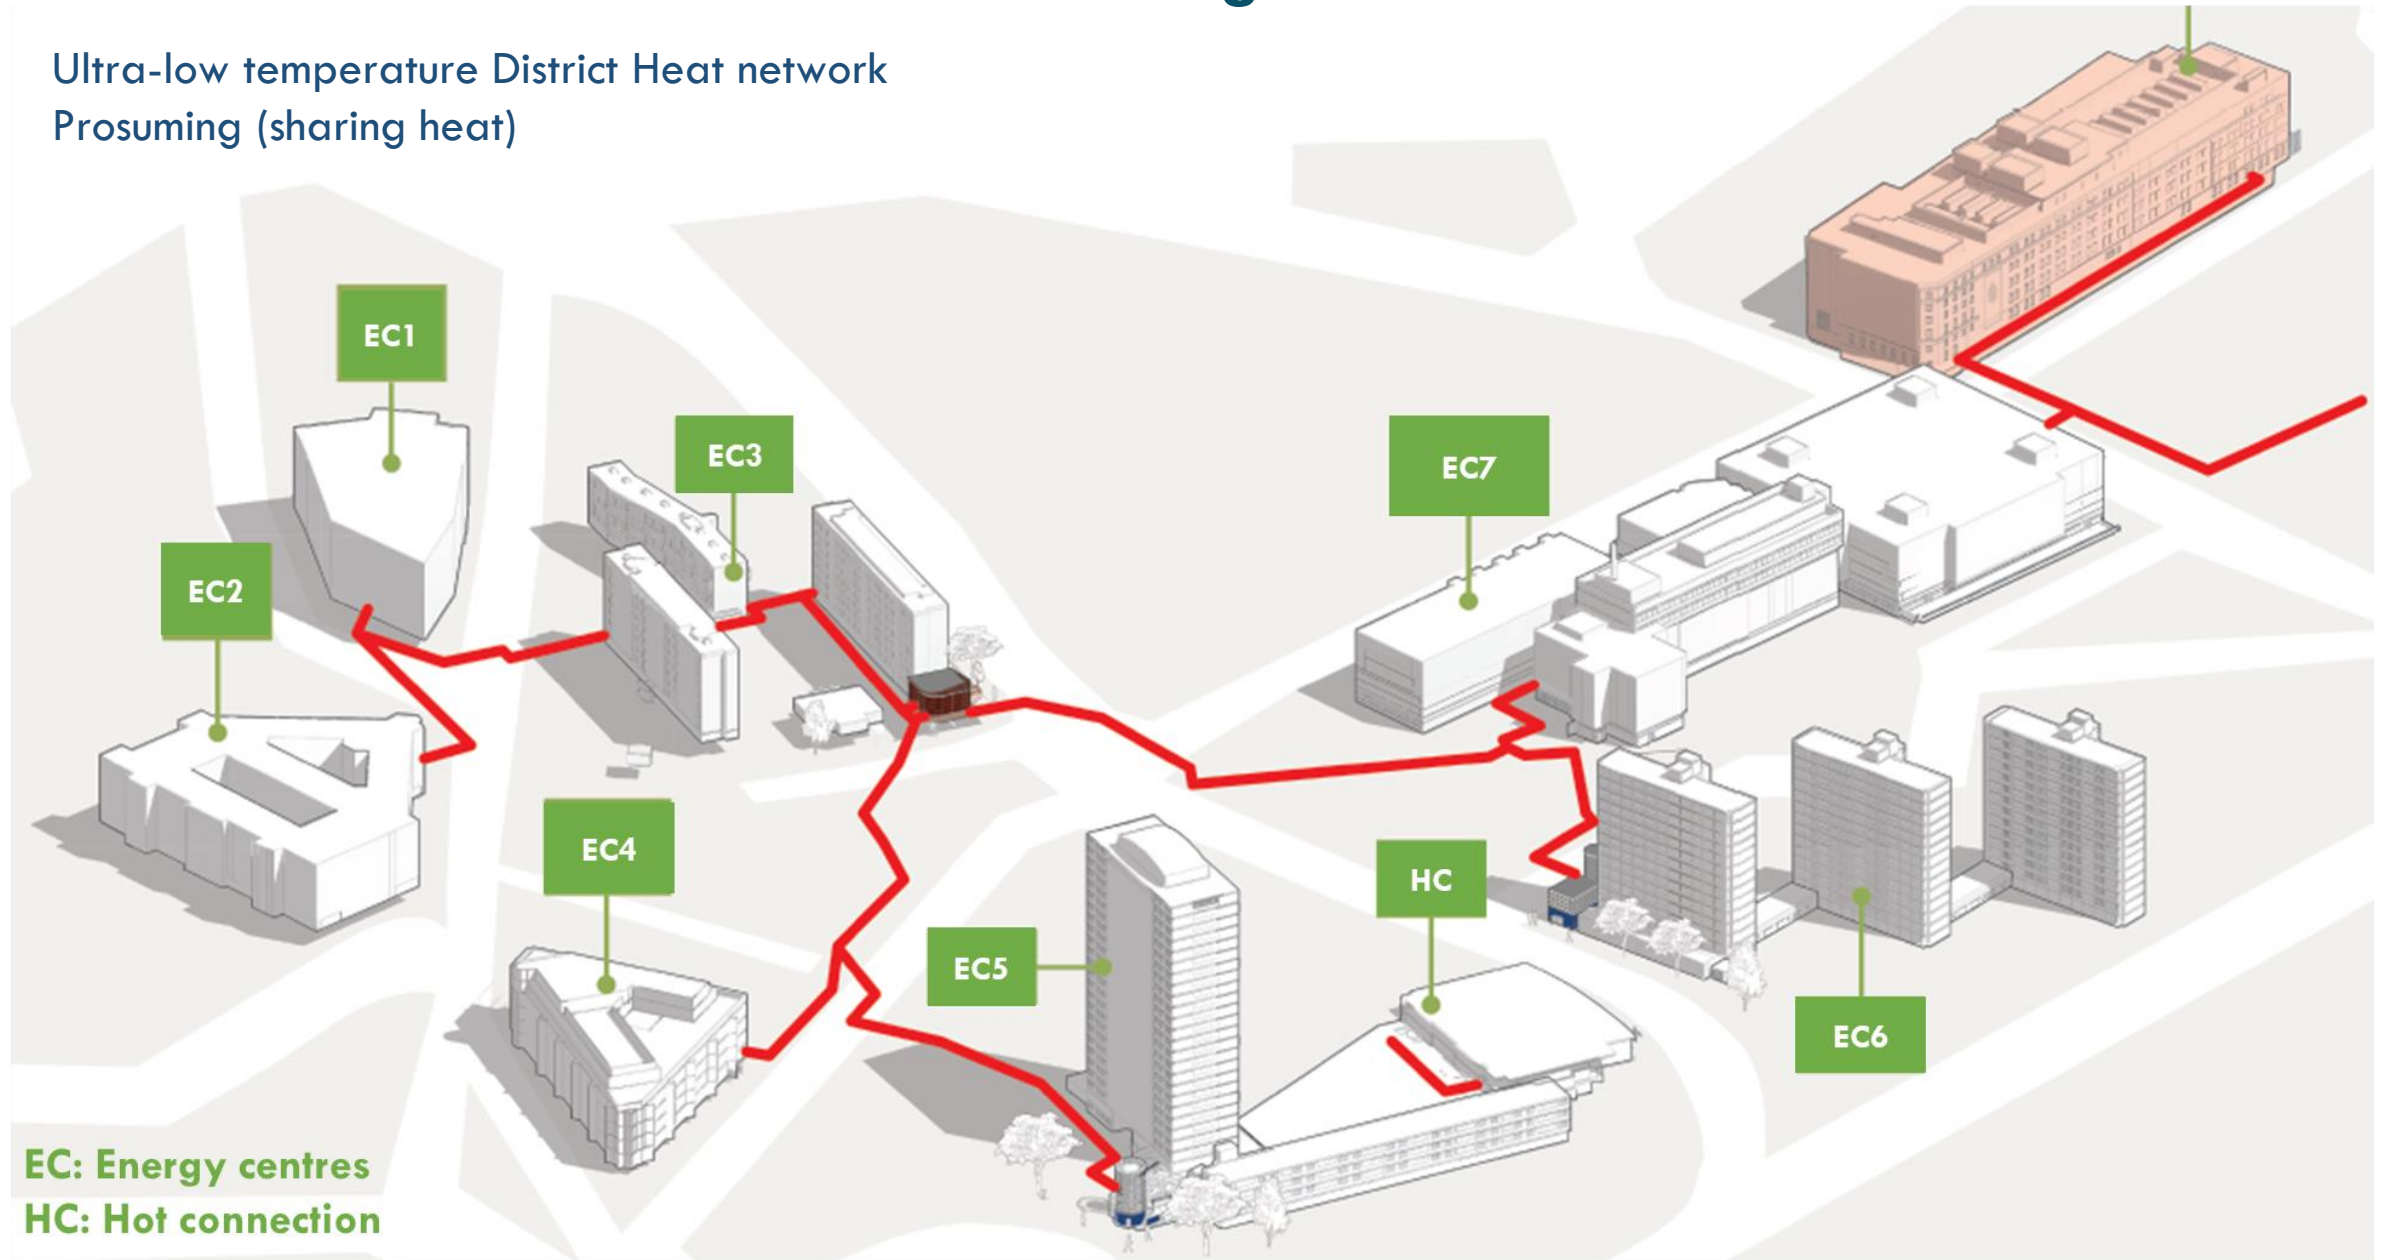 Ultra-low temperature District Heat network
Prosuming (sharing heat)
EC1
EC3
EC7
EC2
EC4
HC
EC5
EC6
EC: Energy centres
HC: Hot connection